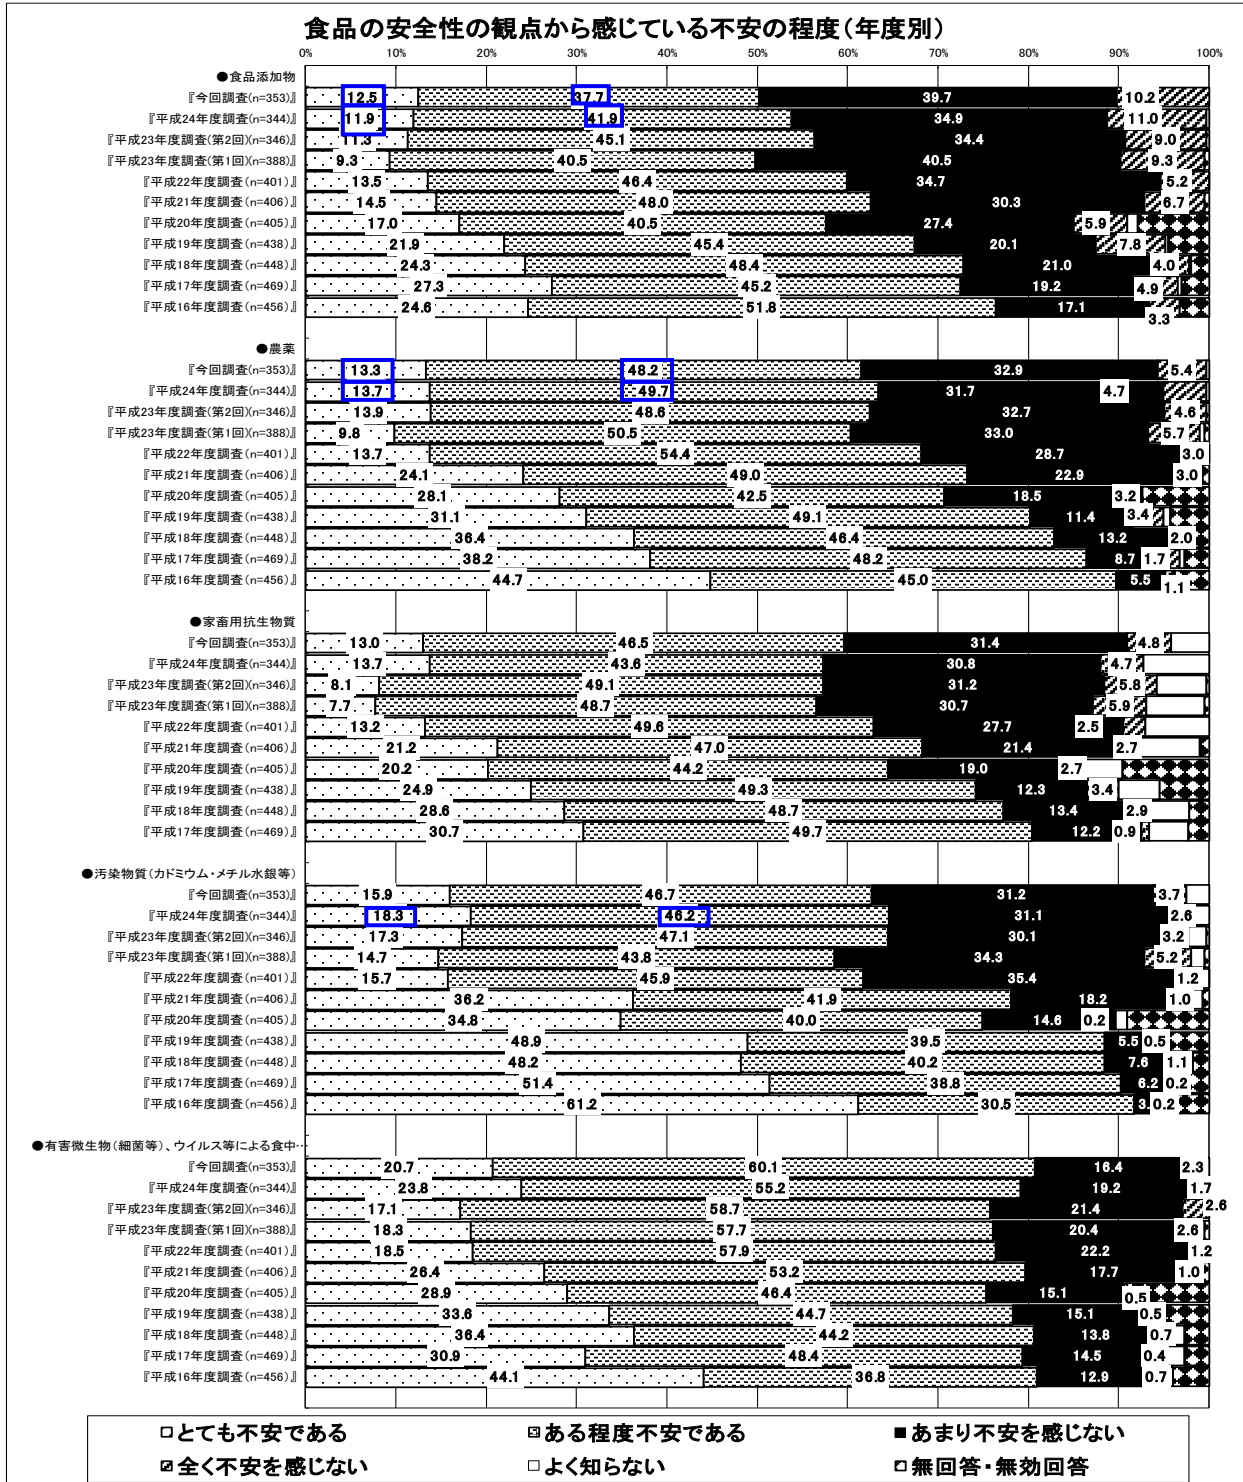 食品の安全性の観点から感じている不安の程度(年度別)
0% 10% 20% 30% 40% 50% 60% 70% 80% 90% 100%
●食品添加物
『今回調査(n=353)』 12.5 37.7 39.7 10.2
『平成24年調査(n=344)』 11.9 41.9 34.9 11.0
『平成23年度調査(第2回)(n=346)』 11.3 45.1 34.4 9.0
『平成23年度調査(第1回)(n=388)』 9.3 40.5 40.5 9.3
『平成22年度調査(n=401)』 13.5 46.4 34.7 5.2
『平成21年度調査(n=406)』 14.5 48.0 30.3 6.7
『平成20年度調査(n=405)』 17.0 40.5 27.4 5.9
『平成19年度調査(n=438)』 21.9 45.4 20.1 7.8
『平成18年度調査(n=448)』 24.3 48.4 21.0 4.0
『平成17年度調査(n=469)』 27.3 45.2 19.2 4.9
『平成16年度調査(n=456)』 24.6 51.8 17.1 3.3
●農薬
『今回調査(n=353)』 13.3 48.2 32.9 5.4
『平成24年調査(n=344)』 13.7 49.7 31.7 4.7
『平成23年度調査(第2回)(n=346)』 13.9 48.6 32.7 4.6
『平成23年度調査(第1回)(n=388)』 9.8 50.5 33.0 5.7
『平成22年度調査(n=401)』 13.7 54.4 28.7 3.0
『平成21年度調査(n=406)』 24.1 49.0 22.9 3.0
『平成20年度調査(n=405)』 28.1 42.5 18.5 3.2
『平成19年度調査(n=438)』 31.1 49.1 11.4 3.4
『平成18年度調査(n=448)』 36.4 46.4 13.2 2.0
『平成17年度調査(n=469)』 38.2 48.2 8.7 1.7
『平成16年度調査(n=456)』 44.7 45.0 5.5 1.1
●家畜用抗生物質
『今回調査(n=353)』 13.0 46.5 31.4 4.8
『平成24年調査(n=344)』 13.7 43.6 30.8 4.7
『平成23年度調査(第2回)(n=346)』 8.1 49.1 31.2 5.8
『平成23年度調査(第1回)(n=388)』 7.7 48.7 30.7 5.9
『平成22年度調査(n=401)』 13.2 49.6 27.7 2.5
『平成21年度調査(n=406)』 21.2 47.0 21.4 2.7
『平成20年度調査(n=405)』 20.2 44.2 19.0 2.7
『平成19年度調査(n=438)』 24.9 49.3 12.3 3.4
『平成18年度調査(n=448)』 28.6 48.7 13.4 2.9
『平成17年度調査(n=469)』 30.7 49.7 12.2 0.9
●汚染物質(カドミウム・メチル水銀等)
『今回調査(n=353)』 15.9 46.7 31.2 3.7
『平成24年調査(n=344)』 18.3 46.2 31.1 2.6
『平成23年度調査(第2回)(n=346)』 17.3 47.1 30.1 3.2
『平成23年度調査(第1回)(n=388)』 14.7 43.8 34.3 5.2
『平成22年度調査(n=401)』 15.7 45.9 35.4 1.2
『平成21年度調査(n=406)』 36.2 41.9 18.2 1.0
『平成20年度調査(n=405)』 34.8 40.0 14.6 0.2
『平成19年度調査(n=438)』 48.9 39.5 5.5 0.5
『平成18年度調査(n=448)』 48.2 40.2 7.6 1.1
『平成17年度調査(n=469)』 51.4 38.8 6.2 0.2
『平成16年度調査(n=456)』 61.2 30.5 3. 0.2
●有害微生物(細菌等)、ウイルス等による食中…
『今回調査(n=353)』 20.7 60.1 16.4 2.3
『平成24年調査(n=344)』 23.8 55.2 19.2 1.7
『平成23年度調査(第2回)(n=346)』 17.1 58.7 21.4 2.6
『平成23年度調査(第1回)(n=388)』 18.3 57.7 20.4 2.6
『平成22年度調査(n=401)』 18.5 57.9 22.2 1.2
『平成21年度調査(n=406)』 26.4 53.2 17.7 1.0
『平成20年度調査(n=405)』 28.9 46.4 15.1 0.5
『平成19年度調査(n=438)』 33.6 44.7 15.1 0.5
『平成18年度調査(n=448)』 36.4 44.2 13.8 0.7
『平成17年度調査(n=469)』 30.9 48.4 14.5 0.4
『平成16年度調査(n=456)』 44.1 36.8 12.9 0.7
とても不安である ある程度不安である あまり不安を感じない
全く不安を感じない よく知らない 無回答・無効回答